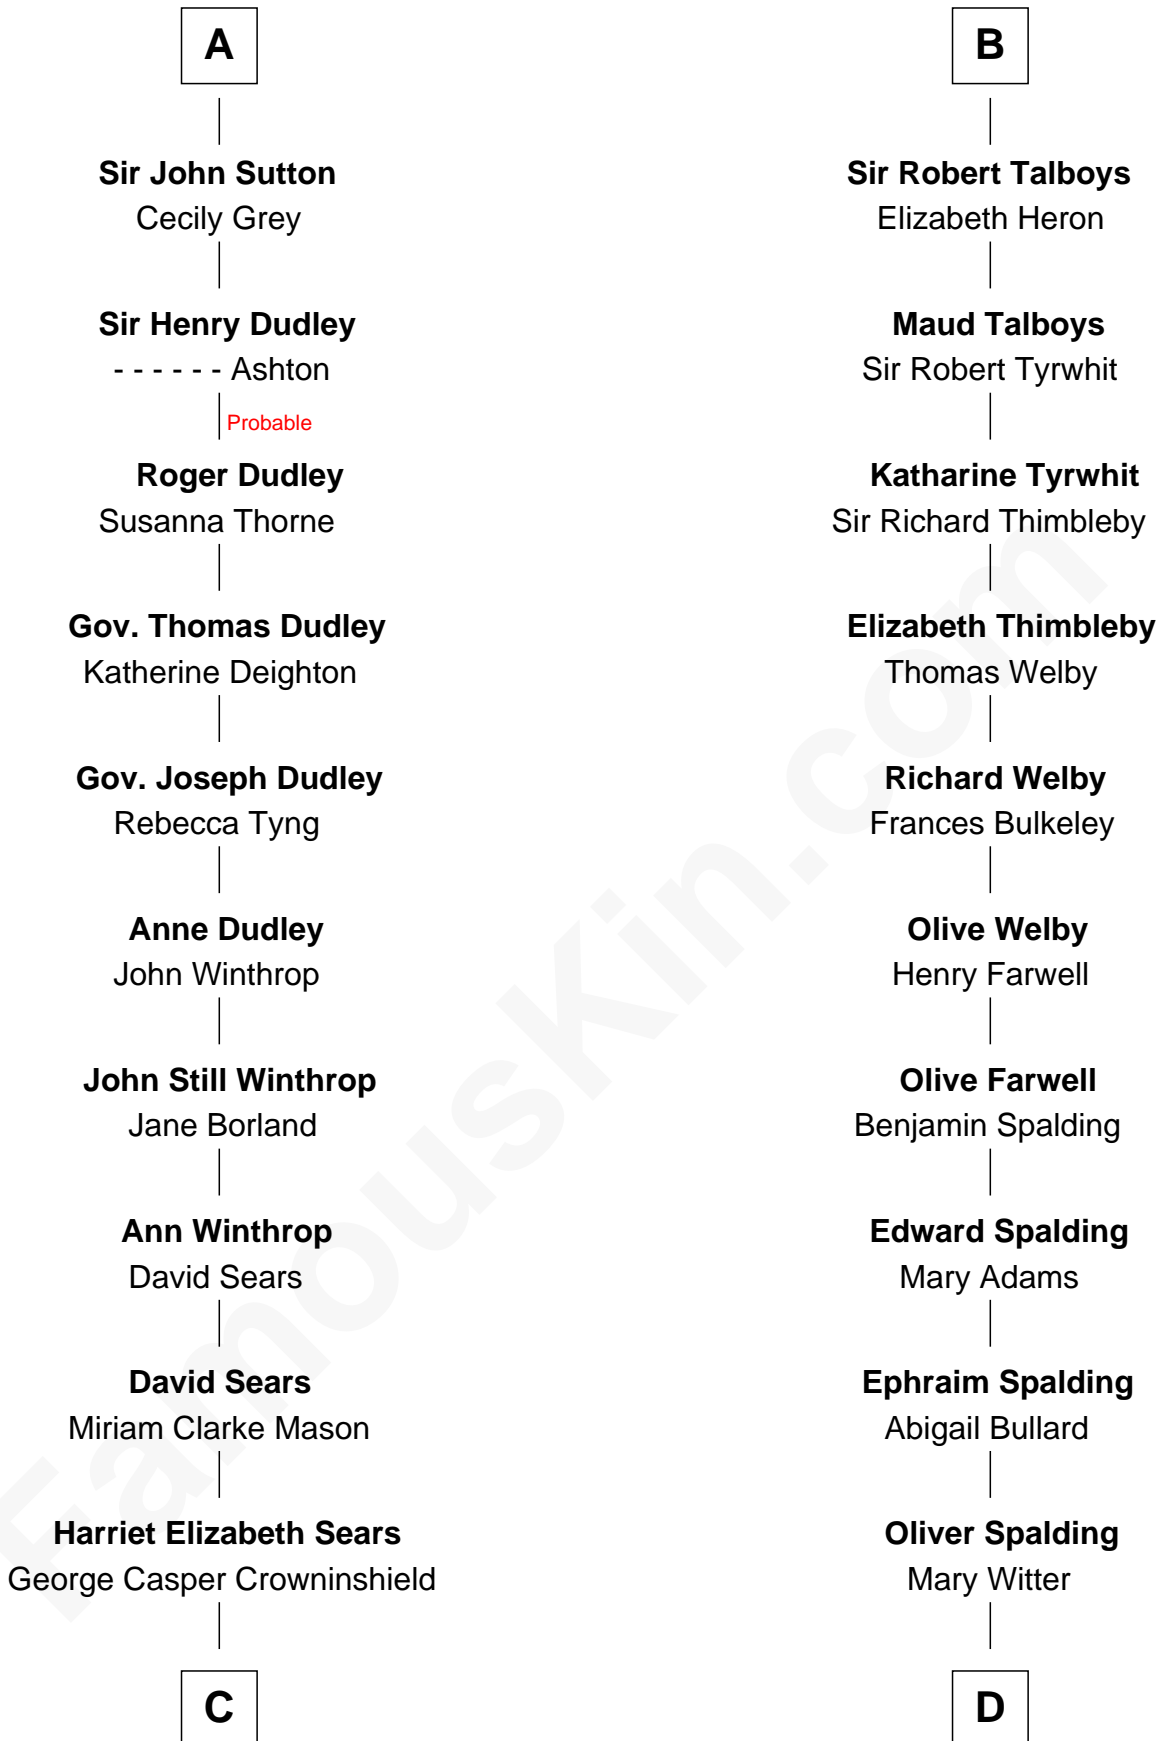 A
Sir John Sutton
Cecily Grey
Sir Henry Dudley
- - - - - - Ashton
Probable
Roger Dudley
Susanna Thorne
Gov. Thomas Dudley
Katherine Deighton
Gov. Joseph Dudley
Rebecca Tyng
Anne Dudley
John Winthrop
John Still Winthrop
Jane Borland
Ann Winthrop
David Sears
David Sears
Miriam Clarke Mason
Harriet Elizabeth Sears
George Casper Crowninshield
C
B
Sir Robert Talboys
Elizabeth Heron
Maud Talboys
Sir Robert Tyrwhit
Katharine Tyrwhit
Sir Richard Thimbleby
Elizabeth Thimbleby
Thomas Welby
Richard Welby
Frances Bulkeley
Olive Welby
Henry Farwell
Olive Farwell
Benjamin Spalding
Edward Spalding
Mary Adams
Ephraim Spalding
Abigail Bullard
Oliver Spalding
Mary Witter
D
FamousKin.com